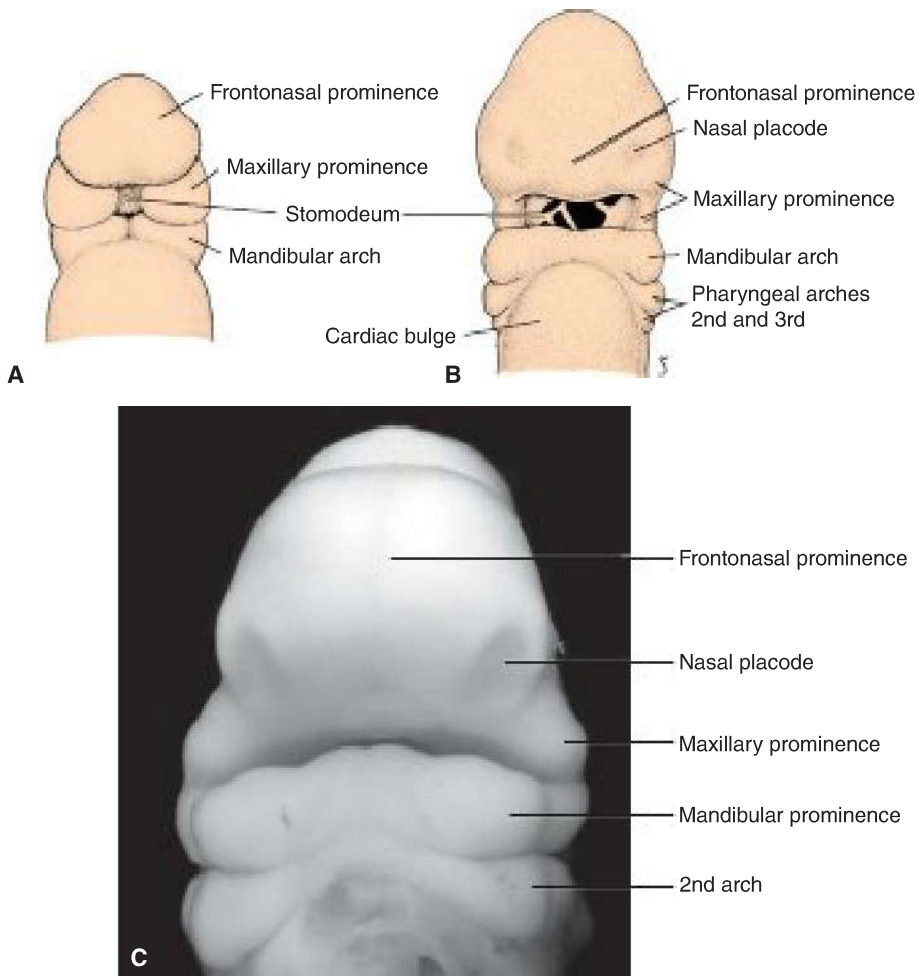 Frontonasal prominence
Maxillary prominence
Stomodeum
Mandibular arch
A
Frontonasal prominence
Nasal placode
Maxillary prominence
Mandibular arch
Pharyngeal arches
2nd and 3rd
Cardiac bulge
B
Frontonasal prominence
Nasal placode
Maxillary prominence
Mandibular prominence
2nd arch
C